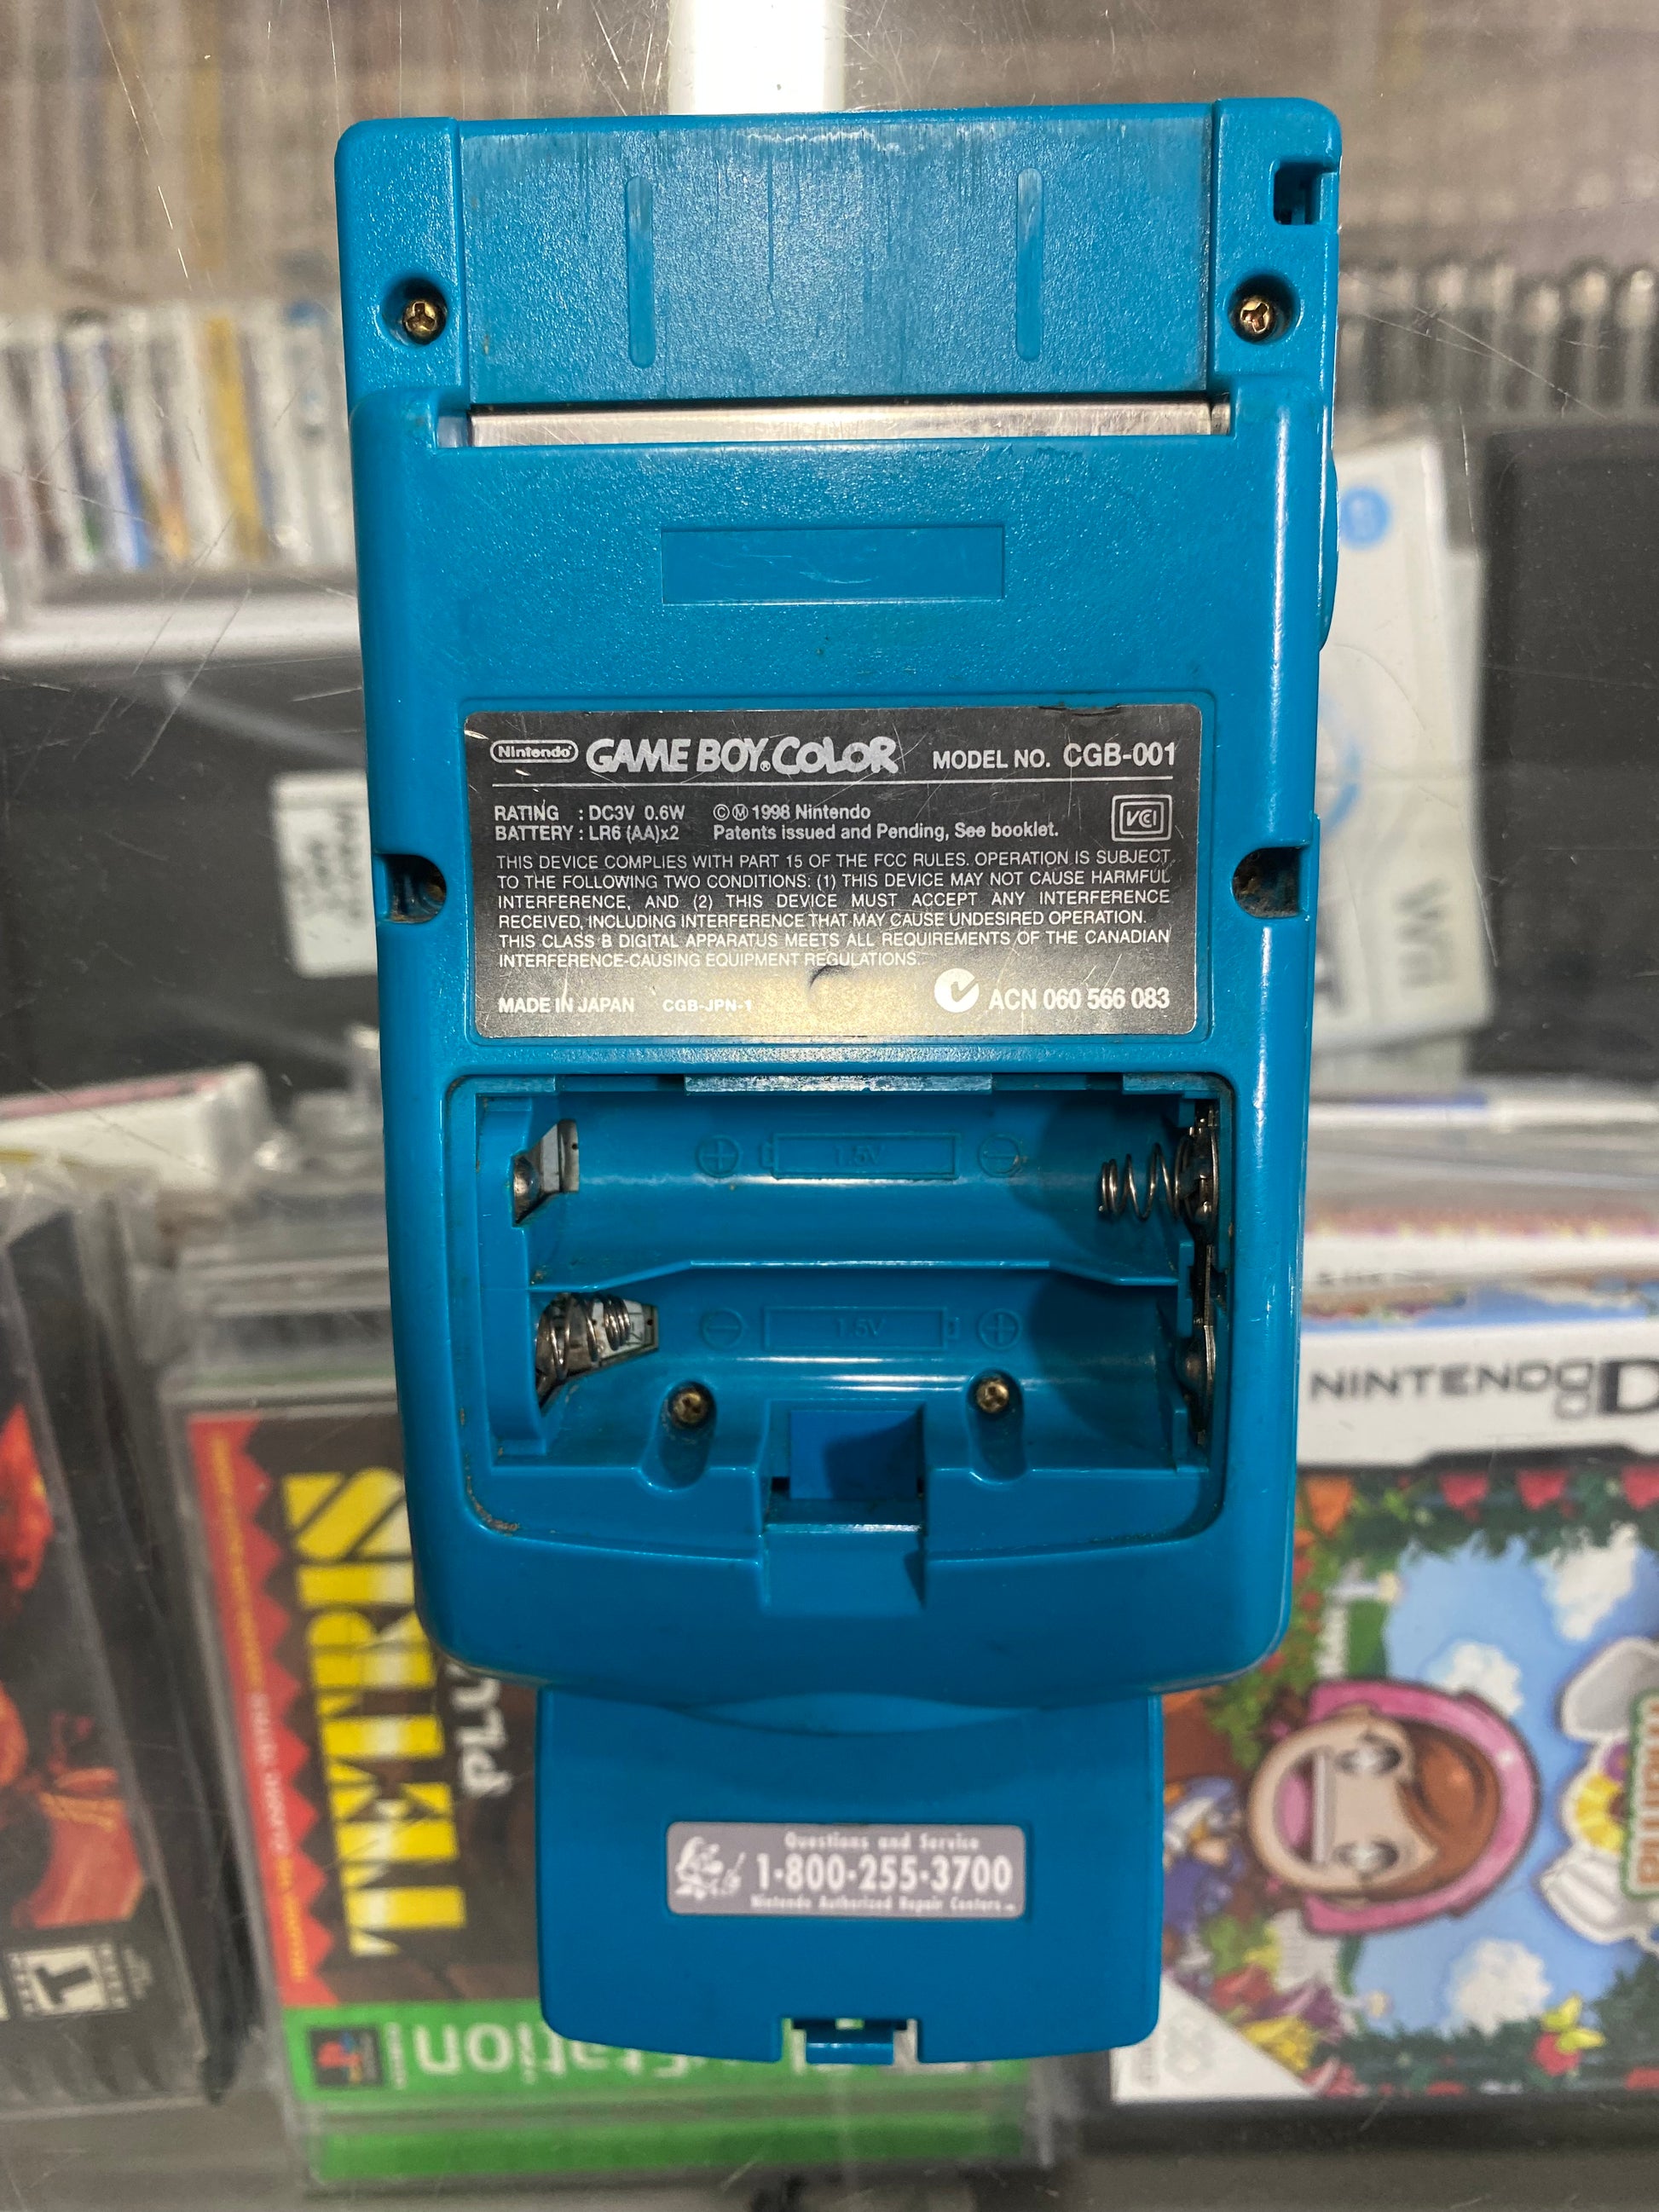 Nintendo GAME BOY COLOR MODEL NO. CGB-001
RATING : DC3V 0.6W ©Ⓜ 1998 Nintendo
BATTERY : LR6 (AA)x2 Patents issued and Pending, See booklet.
VCI
THIS DEVICE COMPLIES WITH PART 15 OF THE FCC RULES. OPERATION IS SUBJECT
TO THE FOLLOWING TWO CONDITIONS: (1) THIS DEVICE MAY NOT CAUSE HARMFUL
INTERFERENCE, AND (2) THIS DEVICE MUST ACCEPT ANY INTERFERENCE
RECEIVED, INCLUDING INTERFERENCE THAT MAY CAUSE UNDESIRED OPERATION.
THIS CLASS B DIGITAL APPARATUS MEETS ALL REQUIREMENTS OF THE CANADIAN
INTERFERENCE-CAUSING EQUIPMENT REGULATIONS.
MADE IN JAPAN CGB-JPN-1 ACN 060 566 083
1.5V
1.5V
Questions and Service
1-800-255-3700
Nintendo Authorized Repair Centers
Wii
NINTENDO D
TETRIS
PLU
T